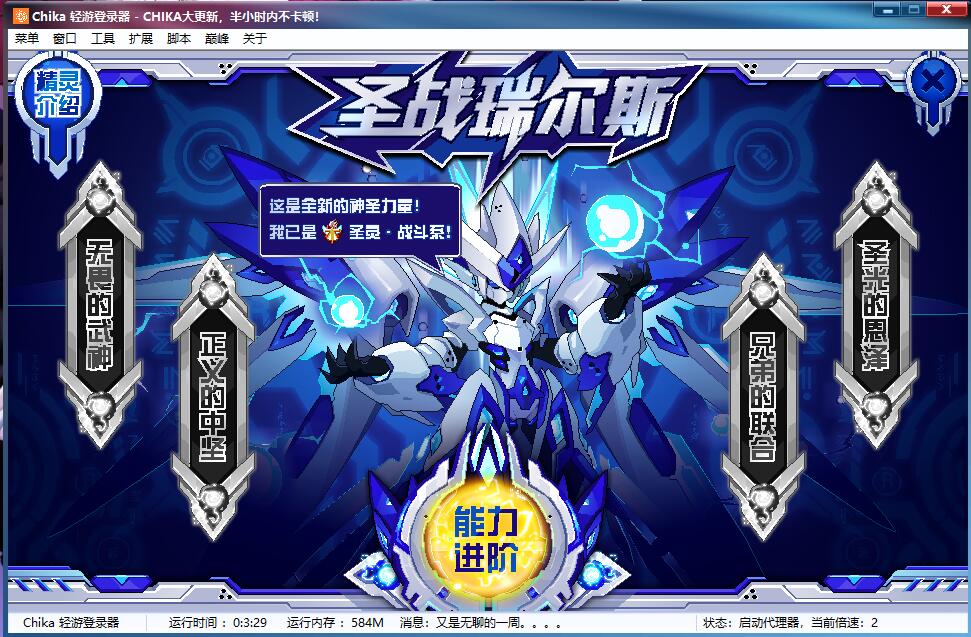 Chika 轻游登录器 - CHIKA大更新，半小时内不卡顿！
菜单 窗口 工具 扩展 脚本 巅峰 关于
精灵
介绍
圣战瑞尔斯
这是全新的神圣力量！
我已是 圣灵·战斗系！
无畏的武神
正义的中坚
兄弟的联合
圣光的恩泽
能力
进阶
Chika 轻游登录器 运行时间：0:3:29 运行内存：584M 消息：又是无聊的一周。。。。 状态：启动代理器，当前倍速：2